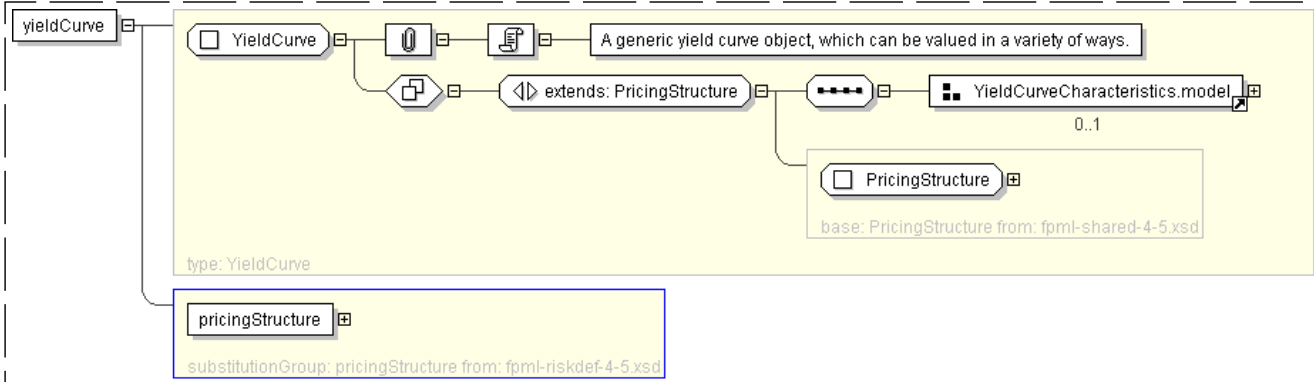 yieldCurve
YieldCurve
A generic yield curve object, which can be valued in a variety of ways.
extends: PricingStructure
YieldCurveCharacteristics.model
0..1
PricingStructure
base: PricingStructure from: fpml-shared-4-5.xsd
type: YieldCurve
pricingStructure
substitutionGroup: pricingStructure from: fpml-riskdef-4-5.xsd